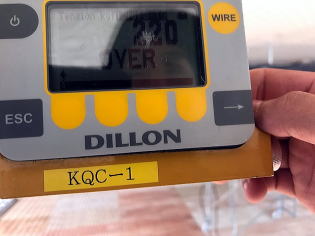 WIRE
220
OVER
ESC
DILLON
KQC-1